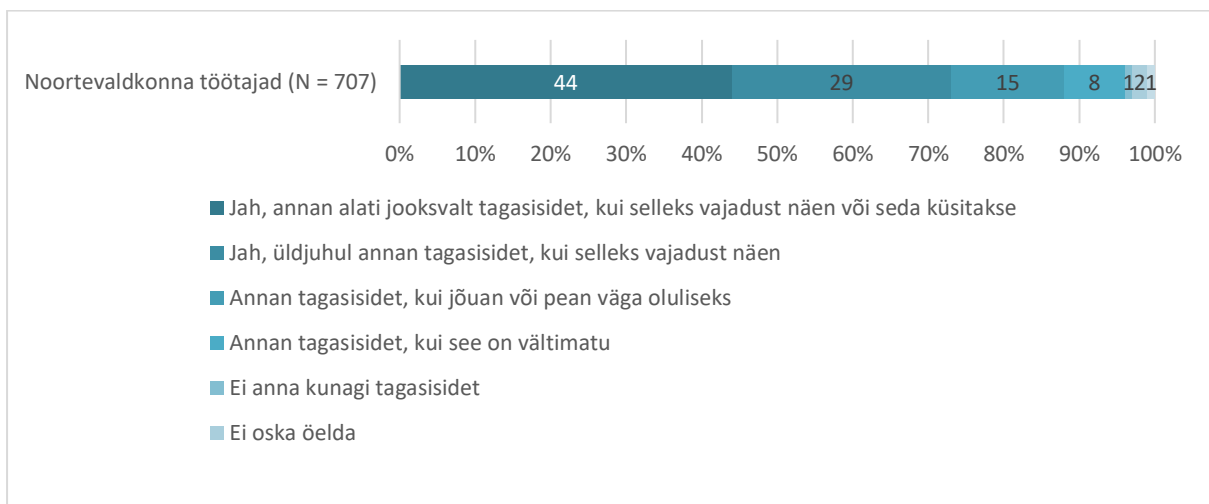 Noortevaldkonna töötajad (N = 707) 44 29 15 8 1 2 1
0% 10% 20% 30% 40% 50% 60% 70% 80% 90% 100%
Jah, annan alati jooksvalt tagasisidet, kui selleks vajadust näen või seda küsitakse
Jah, üldjuhul annan tagasisidet, kui selleks vajadust näen
Annan tagasisidet, kui jõuan või pean väga oluliseks
Annan tagasisidet, kui see on vältimatu
Ei anna kunagi tagasisidet
Ei oska öelda